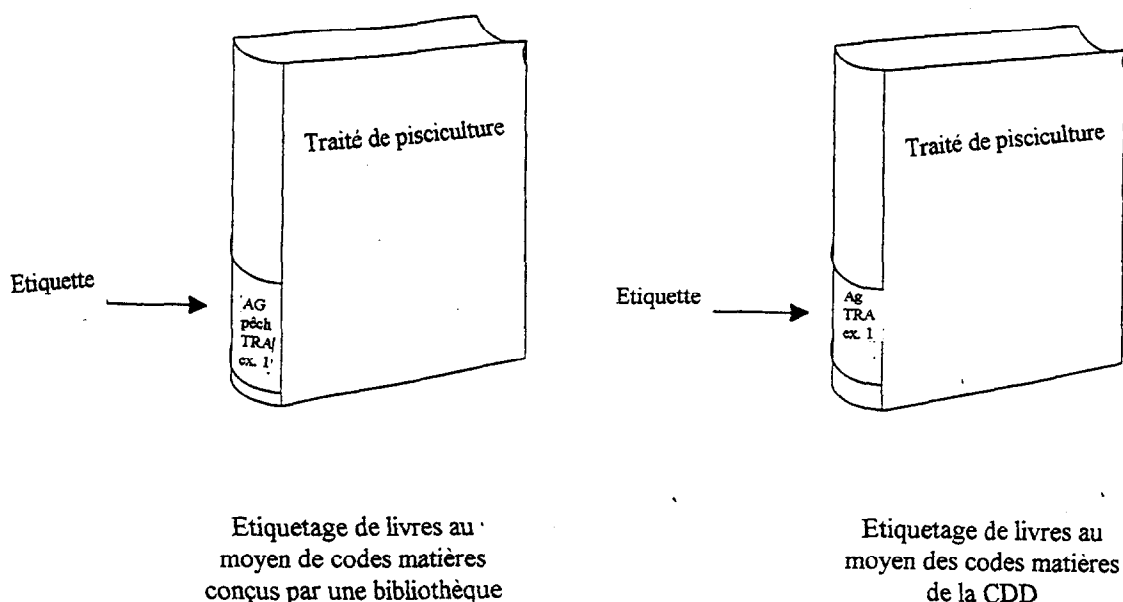 Traité de pisciculture
Etiquette
AG
pêch
TRA
ex. 1
Etiquetage de livres au
moyen de codes matières
conçus par une bibliothèque
Traité de pisciculture
Etiquette
Ag
TRA
ex. 1
Etiquetage de livres au
moyen des codes matières
de la CDD